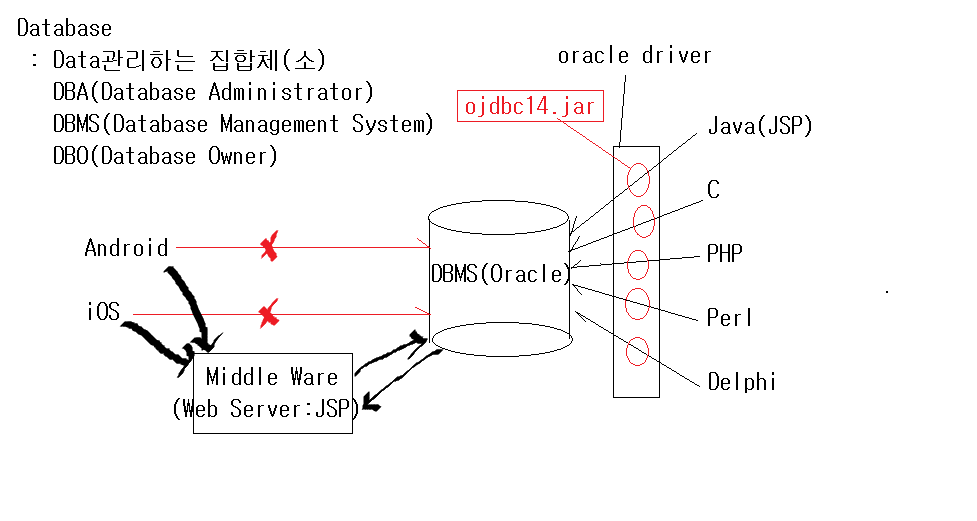 Database
: Data관리하는 집합체(소)
DBA(Database Administrator)
DBMS(Database Management System)
DBO(Database Owner)
oracle driver
ojdbc14.jar
Java(JSP)
C
PHP
Perl
Delphi
Android
iOS
DBMS(Oracle)
Middle Ware
(Web Server:JSP)